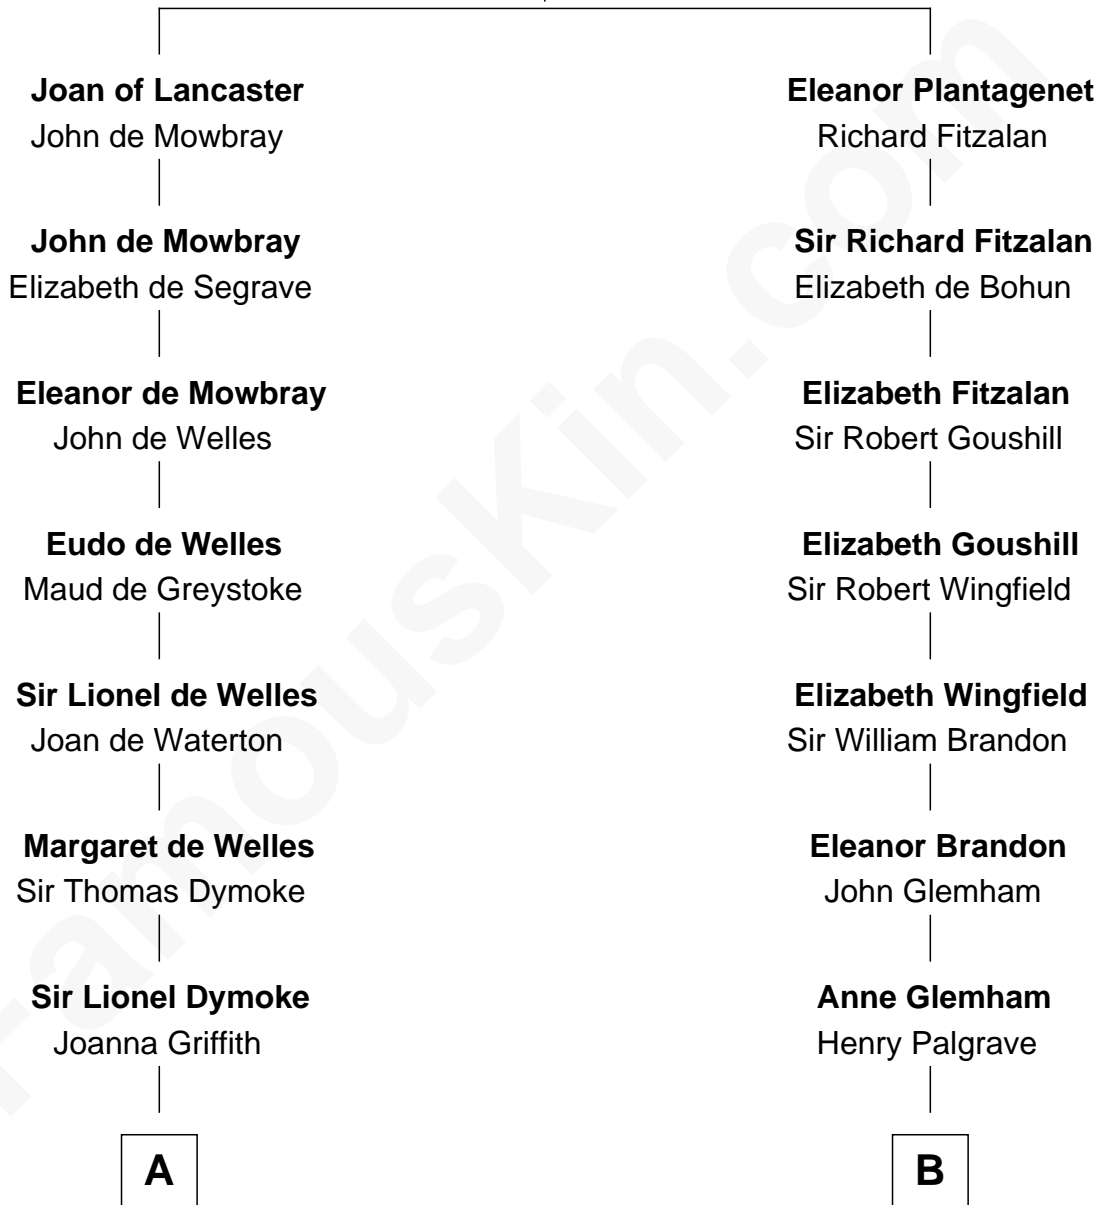 Joan of Lancaster
John de Mowbray
John de Mowbray
Elizabeth de Segrave
Eleanor de Mowbray
John de Welles
Eudo de Welles
Maud de Greystoke
Sir Lionel de Welles
Joan de Waterton
Margaret de Welles
Sir Thomas Dymoke
Sir Lionel Dymoke
Joanna Griffith
A
Eleanor Plantagenet
Richard Fitzalan
Sir Richard Fitzalan
Elizabeth de Bohun
Elizabeth Fitzalan
Sir Robert Goushill
Elizabeth Goushill
Sir Robert Wingfield
Elizabeth Wingfield
Sir William Brandon
Eleanor Brandon
John Glemham
Anne Glemham
Henry Palgrave
B
FamousKin.com